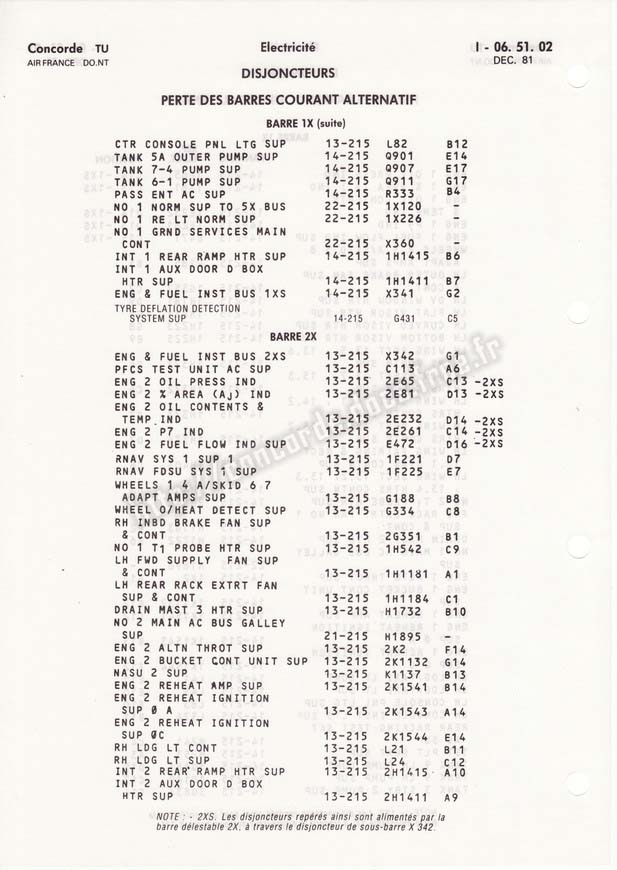 Concorde TU Electricité I - 06. 51. 02
AIR FRANCE DO.NT DEC. 81
DISJONCTEURS
PERTE DES BARRES COURANT ALTERNATIF
BARRE 1X (suite)
CTR CONSOLE PNL LTG SUP 13-215 L82 B12
TANK 5A OUTER PUMP SUP 14-215 Q901 E14
TANK 7-4 PUMP SUP 14-215 Q907 E17
TANK 6-1 PUMP SUP 14-215 Q911 G17
PASS ENT AC SUP 14-215 R333 B4
NO 1 NORM SUP TO 5X BUS 22-215 1X120 -
NO 1 RE LT NORM SUP 22-215 1X226 -
NO 1 GRND SERVICES MAIN
CONT 22-215 X360 -
INT 1 REAR RAMP HTR SUP 14-215 1H1415 B6
INT 1 AUX DOOR D BOX
HTR SUP 14-215 1H1411 B7
ENG & FUEL INST BUS 1XS 14-215 X341 G2
TYRE DEFLATION DETECTION
SYSTEM SUP 14-215 G431 C5
BARRE 2X
ENG & FUEL INST BUS 2XS 13-215 X342 G1
PFCS TEST UNIT AC SUP 13-215 C113 A6
ENG 2 OIL PRESS IND 13-215 2E65 C13 -2XS
ENG 2 % AREA (Aj) IND 13-215 2E81 D13 -2XS
ENG 2 OIL CONTENTS &
TEMP IND 13-215 2E232 D14 -2XS
ENG 2 P7 IND 13-215 2E261 C14 -2XS
ENG 2 FUEL FLOW IND SUP 13-215 E472 D16 -2XS
RNAV SYS 1 SUP 1 13-215 1F221 D7
RNAV FDSU SYS 1 SUP 13-215 1F225 E7
WHEELS 1 4 A/SKID 6 7
ADAPT AMPS SUP 13-215 G188 B8
WHEEL O/HEAT DETECT SUP 13-215 G334 C8
RH INBD BRAKE FAN SUP
& CONT 13-215 2G351 B1
NO 1 T1 PROBE HTR SUP 13-215 1H542 C9
LH FWD SUPPLY FAN SUP
& CONT 13-215 1H1181 A1
LH REAR RACK EXTRT FAN
SUP & CONT 13-215 1H1184 C1
DRAIN MAST 3 HTR SUP 13-215 H1732 B10
NO 2 MAIN AC BUS GALLEY
SUP 21-215 H1895 -
ENG 2 ALTN THROT SUP 13-215 2K2 F14
ENG 2 BUCKET CONT UNIT SUP 13-215 2K1132 G14
NASU 2 SUP 13-215 K1137 B13
ENG 2 REHEAT AMP SUP 13-215 2K1541 B14
ENG 2 REHEAT IGNITION
SUP Ø A 13-215 2K1543 A14
ENG 2 REHEAT IGNITION
SUP ØC 13-215 2K1544 E14
RH LDG LT CONT 13-215 L21 B11
RH LDG LT SUP 13-215 L24 C12
INT 2 REAR RAMP HTR SUP 13-215 2H1415 A10
INT 2 AUX DOOR D BOX
HTR SUP 13-215 2H1411 A9
NOTE : - 2XS. Les disjoncteurs repérés ainsi sont alimentés par la
barre délestable 2X, à travers le disjoncteur de sous-barre X 342.